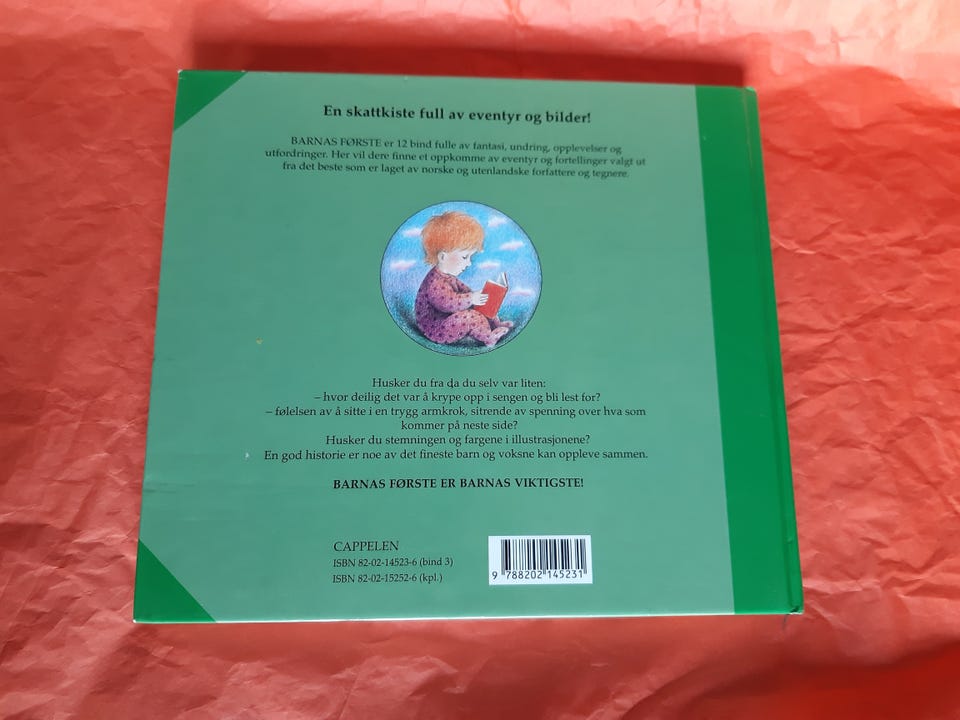 En skattkiste full av eventyr og bilder!
BARNAS FØRSTE er 12 bind fulle av fantasi, undring, opplevelser og
utfordringer. Her vil dere finne et oppkomme av eventyr og fortellinger valgt ut
fra det beste som er laget av norske og utenlandske forfattere og tegnere.
Husker du fra da du selv var liten:
– hvor deilig det var å krype opp i sengen og bli lest for?
– følelsen av å sitte i en trygg armkrok, sitrende av spenning over hva som
kommer på neste side?
Husker du stemningen og fargene i illustrasjonene?
En god historie er noe av det fineste barn og voksne kan oppleve sammen.
BARNAS FØRSTE ER BARNAS VIKTIGSTE!
CAPPELEN
ISBN 82-02-14523-6 (bind 3)
ISBN 82-02-15252-6 (kpl.)
9 788202 145231